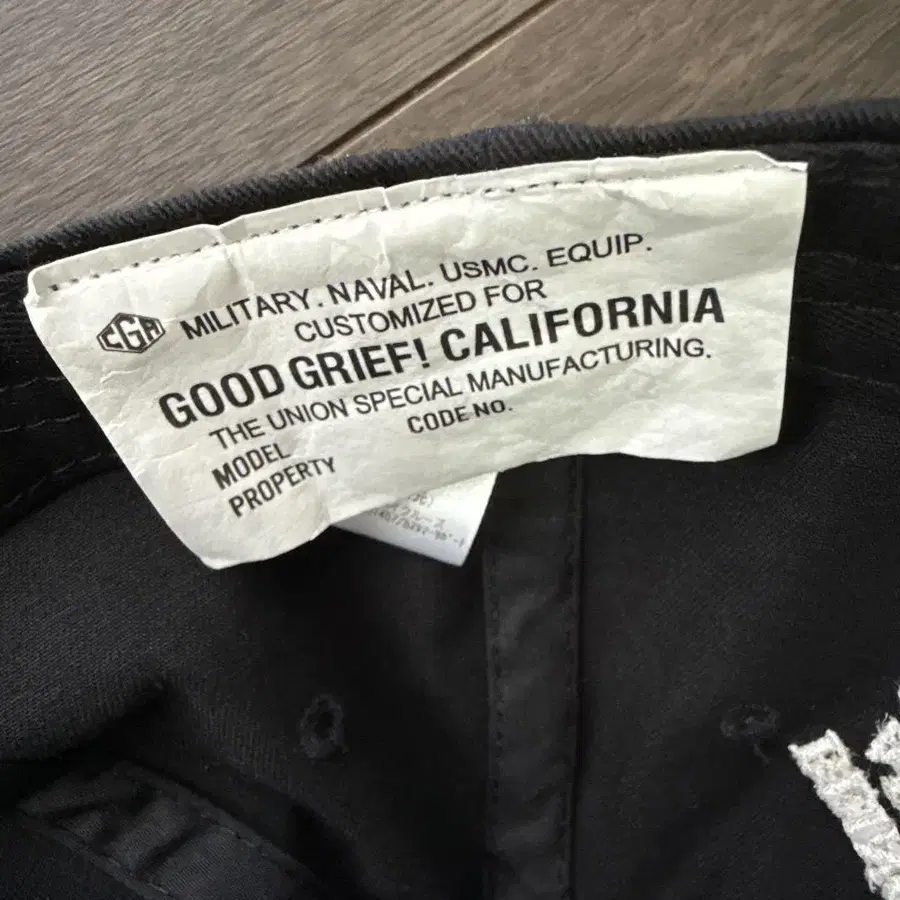 CGA
MILITARY. NAVAL. USMC. EQUIP.
CUSTOMIZED FOR
GOOD GRIEF! CALIFORNIA
THE UNION SPECIAL MANUFACTURING.
CODE NO.
MODEL
PROPERTY